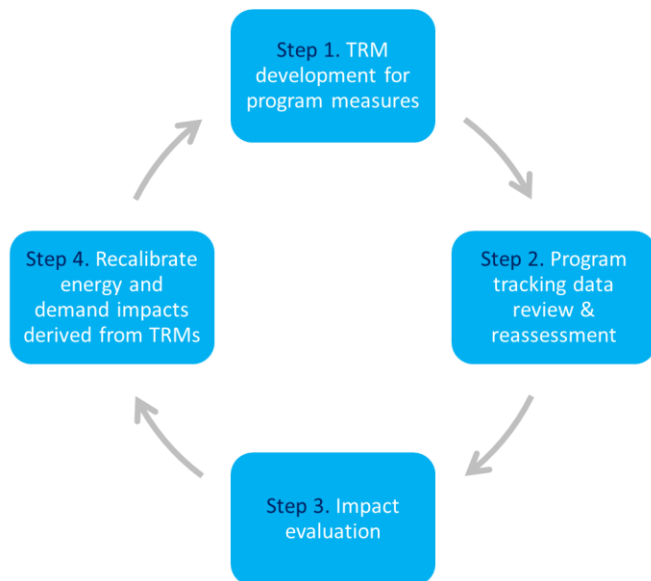 Step 1. TRM
development for
program measures
Step 2. Program
tracking data
review &
reassessment
Step 3. Impact
evaluation
Step 4. Recalibrate
energy and
demand impacts
derived from TRMs